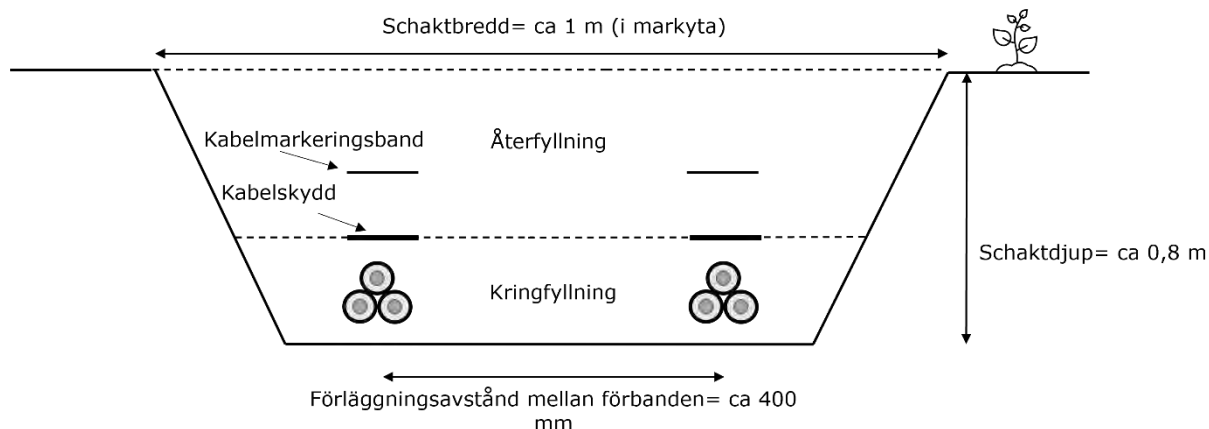 Schaktbredd= ca 1 m (i markyta)
Kabelmarkeringsband
Återfyllning
Kabelskydd
Schaktdjup= ca 0,8 m
Kringfyllning
Förläggningsavstånd mellan förbanden= ca 400
mm